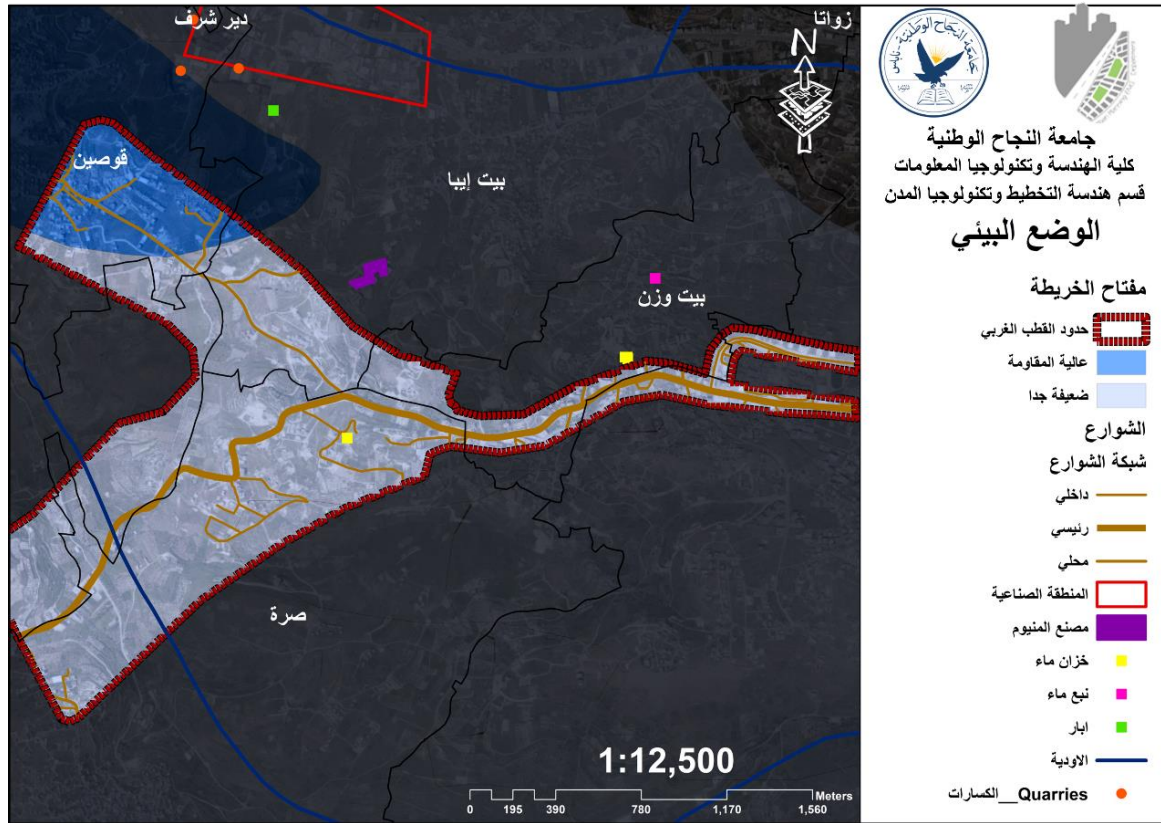 دير شرف
زواتا
N
قوصين
بيت إيبا
بيت وزن
صرة
1:12,500
Meters
0 195 390 780 1,170 1,560
جامعة النجاح الوطنية
كلية الهندسة وتكنولوجيا المعلومات
قسم هندسة التخطيط وتكنولوجيا المدن
الوضع البيئي
مفتاح الخريطة
حدود القطب الغربي
عالية المقاومة
ضعيفة جدا
الشوارع
شبكة الشوارع
داخلي
رئيسي
محلي
المنطقة الصناعية
مصنع المنيوم
خزان ماء
نبع ماء
ابار
الاودية
الكسارات__Quarries